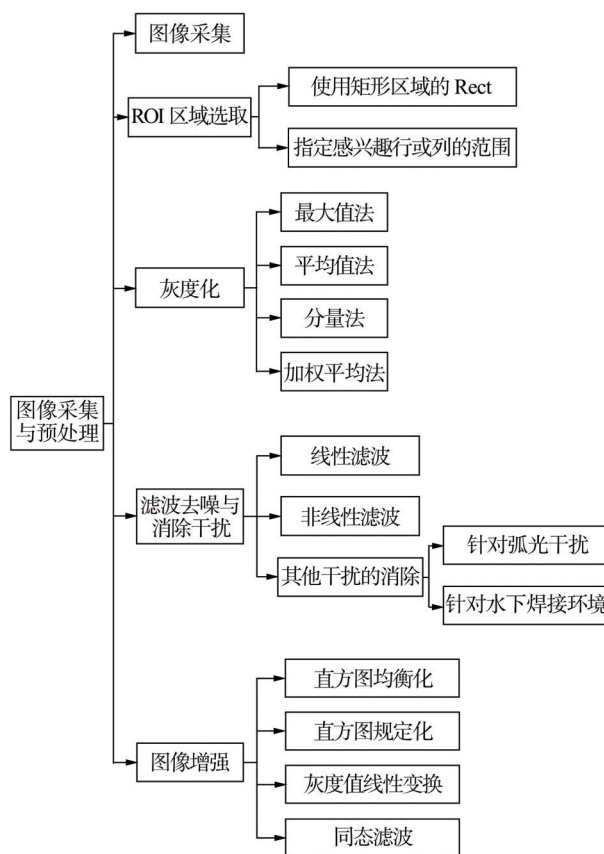 图像采集
ROI 区域选取
使用矩形区域的 Rect
指定感兴趣行或列的范围
灰度化
最大值法
平均值法
分量法
加权平均法
图像采集
与预处理
滤波去噪与
消除干扰
线性滤波
非线性滤波
其他干扰的消除
针对弧光干扰
针对水下焊接环境
图像增强
直方图均衡化
直方图规定化
灰度值线性变换
同态滤波